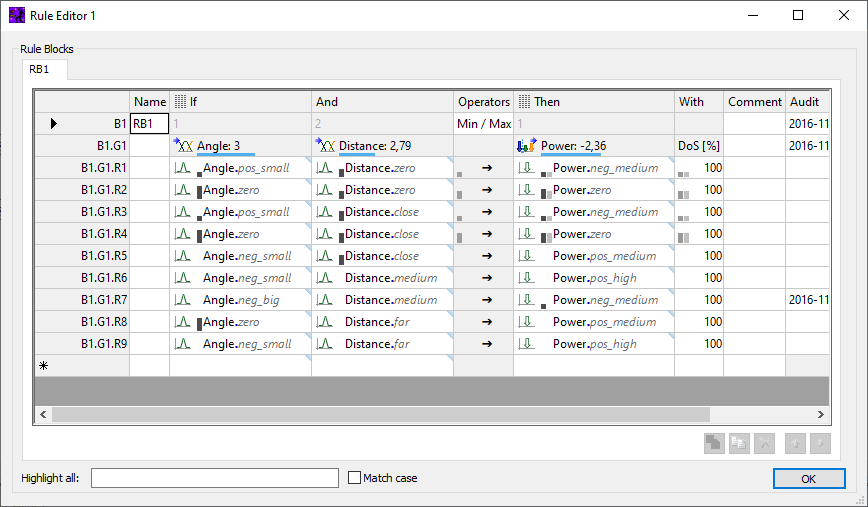 Rule Editor 1
Rule Blocks
RB1
Name If And Operators Then With Comment Audit
B1 RB1 1 2 Min / Max 1 2016-11
B1.G1 Angle: 3 Distance: 2,79 Power: -2,36 DoS [%] 2016-11
B1.G1.R1 Angle.pos_small Distance.zero ➔ Power.neg_medium 100
B1.G1.R2 Angle.zero Distance.zero ➔ Power.zero 100
B1.G1.R3 Angle.pos_small Distance.close ➔ Power.neg_medium 100
B1.G1.R4 Angle.zero Distance.close ➔ Power.zero 100
B1.G1.R5 Angle.neg_small Distance.close ➔ Power.pos_medium 100
B1.G1.R6 Angle.neg_small Distance.medium ➔ Power.pos_high 100
B1.G1.R7 Angle.neg_big Distance.medium ➔ Power.neg_medium 100 2016-11
B1.G1.R8 Angle.zero Distance.far ➔ Power.pos_medium 100
B1.G1.R9 Angle.neg_small Distance.far ➔ Power.pos_high 100
Highlight all: Match case OK